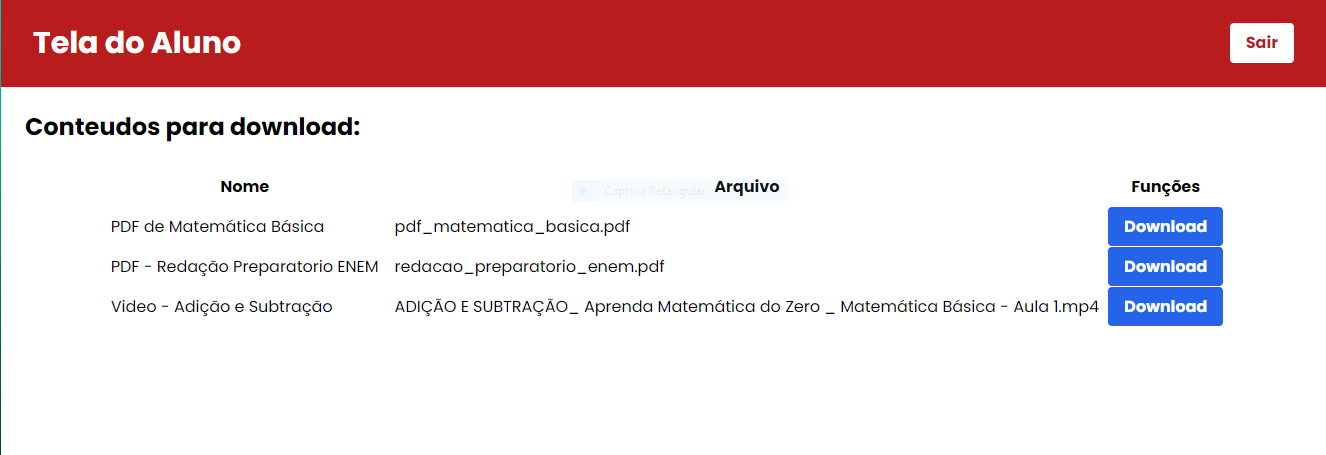 Tela do Aluno Sair
Conteudos para download:
Nome Captura Retangular Arquivo Funções
PDF de Matemática Básica pdf_matematica_basica.pdf Download
PDF - Redação Preparatorio ENEM redacao_preparatorio_enem.pdf Download
Video - Adição e Subtração ADIÇÃO E SUBTRAÇÃO_ Aprenda Matemática do Zero _ Matemática Básica - Aula 1.mp4 Download